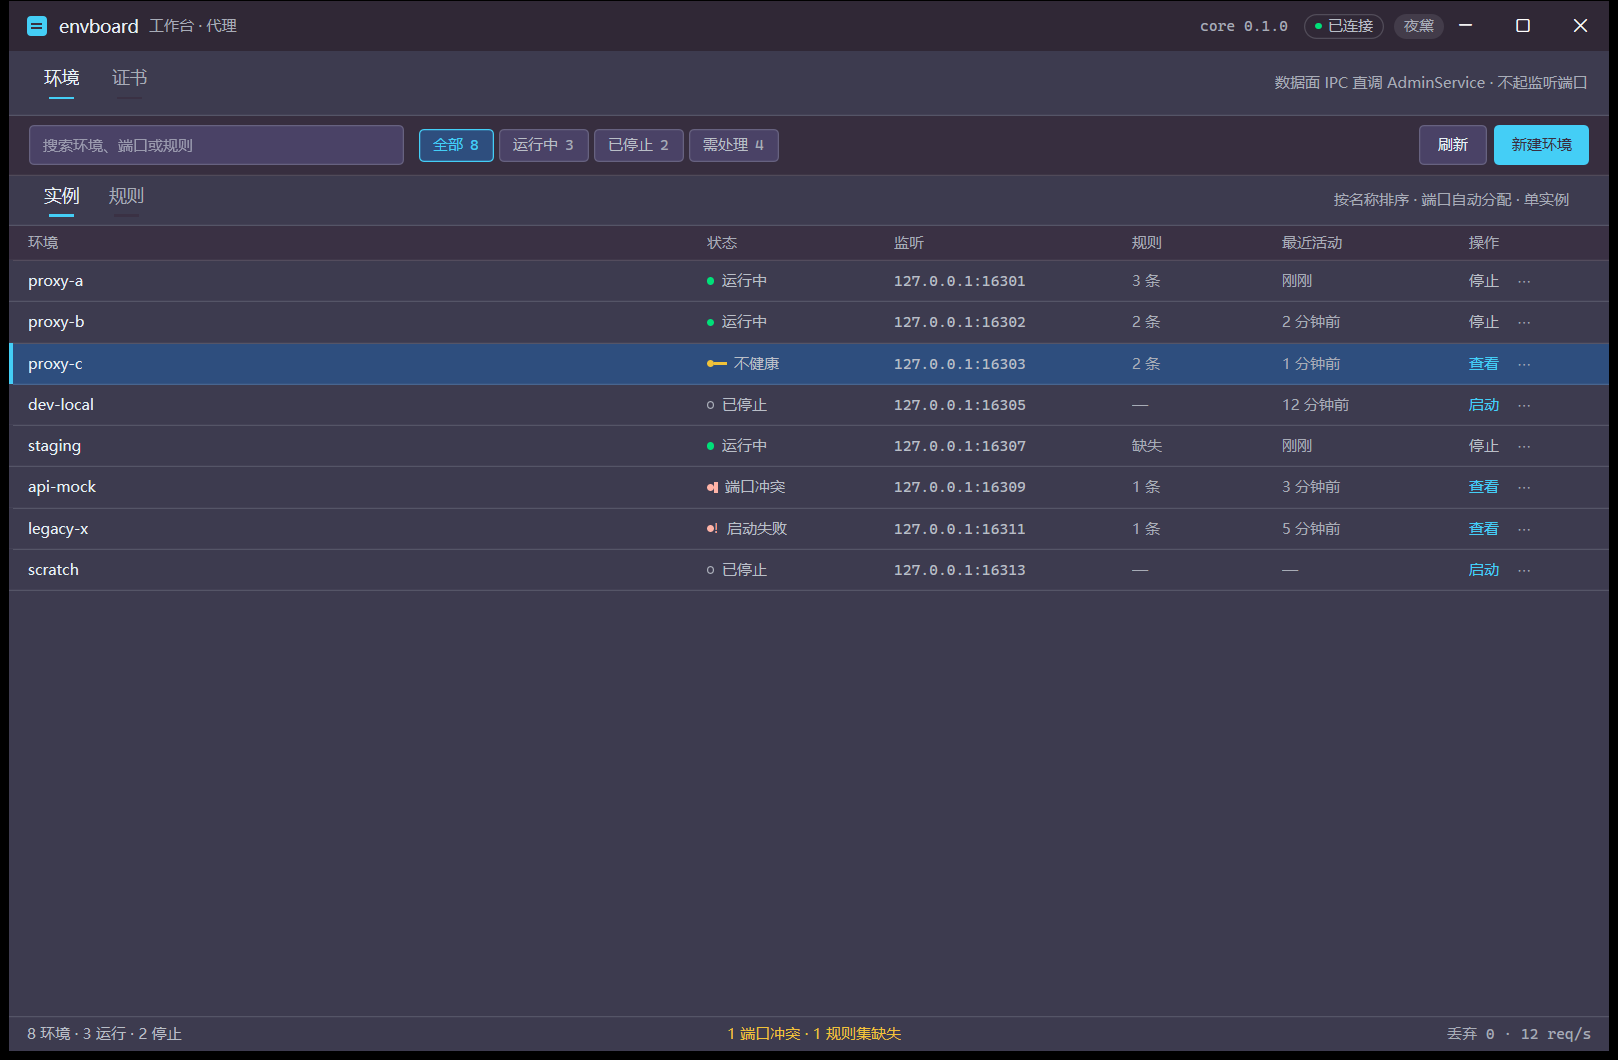 envboard 工作台 · 代理 core 0.1.0 已连接 夜黛
环境 证书 数据面 IPC 直调 AdminService · 不起监听端口
搜索环境、端口或规则 全部 8 运行中 3 已停止 2 需处理 4 刷新 新建环境
实例 规则 按名称排序 · 端口自动分配 · 单实例
环境 状态 监听 规则 最近活动 操作
proxy-a 运行中 127.0.0.1:16301 3 条 刚刚 停止 ···
proxy-b 运行中 127.0.0.1:16302 2 条 2 分钟前 停止 ···
proxy-c 不健康 127.0.0.1:16303 2 条 1 分钟前 查看 ···
dev-local 已停止 127.0.0.1:16305 — 12 分钟前 启动 ···
staging 运行中 127.0.0.1:16307 缺失 刚刚 停止 ···
api-mock 端口冲突 127.0.0.1:16309 1 条 3 分钟前 查看 ···
legacy-x ! 启动失败 127.0.0.1:16311 1 条 5 分钟前 查看 ···
scratch 已停止 127.0.0.1:16313 — — 启动 ···
8 环境 · 3 运行 · 2 停止 1 端口冲突 · 1 规则集缺失 丢弃 0 · 12 req/s